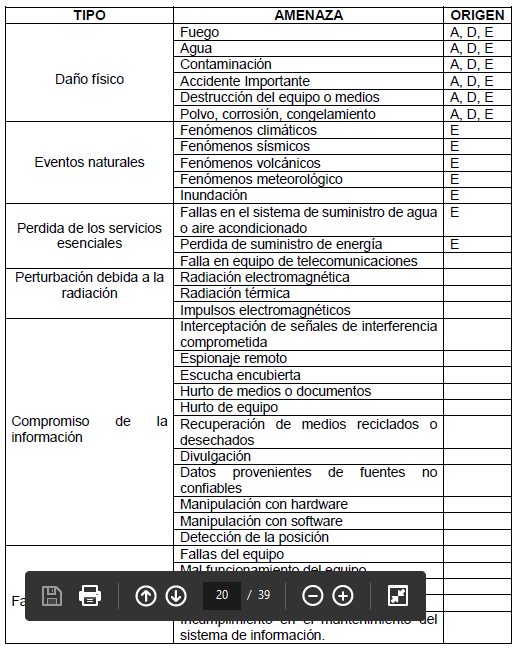 TIPO AMENAZA ORIGEN
Daño físico
Fuego A, D, E
Agua A, D, E
Contaminación A, D, E
Accidente Importante A, D, E
Destrucción del equipo o medios A, D, E
Polvo, corrosión, congelamiento A, D, E
Eventos naturales
Fenómenos climáticos E
Fenómenos sísmicos E
Fenómenos volcánicos E
Fenómenos meteorológico E
Inundación E
Perdida de los servicios
esenciales
Fallas en el sistema de suministro de agua E
o aire acondicionado
Perdida de suministro de energía E
Falla en equipo de telecomunicaciones
Perturbación debida a la
radiación
Radiación electromagnética
Radiación térmica
Impulsos electromagnéticos
Compromiso de la
información
Interceptación de señales de interferencia
comprometida
Espionaje remoto
Escucha encubierta
Hurto de medios o documentos
Hurto de equipo
Recuperación de medios reciclados o
desechados
Divulgación
Datos provenientes de fuentes no
confiables
Manipulación con hardware
Manipulación con software
Detección de la posición
Fallas del equipo
Mal funcionamiento del equipo
20 / 39
Incumplimiento en el mantenimiento del
sistema de información.